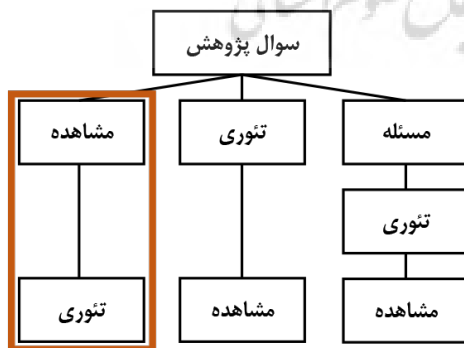 سوال پژوهش
مسئله
تئوری
مشاهده
تئوری
مشاهده
مشاهده
تئوری